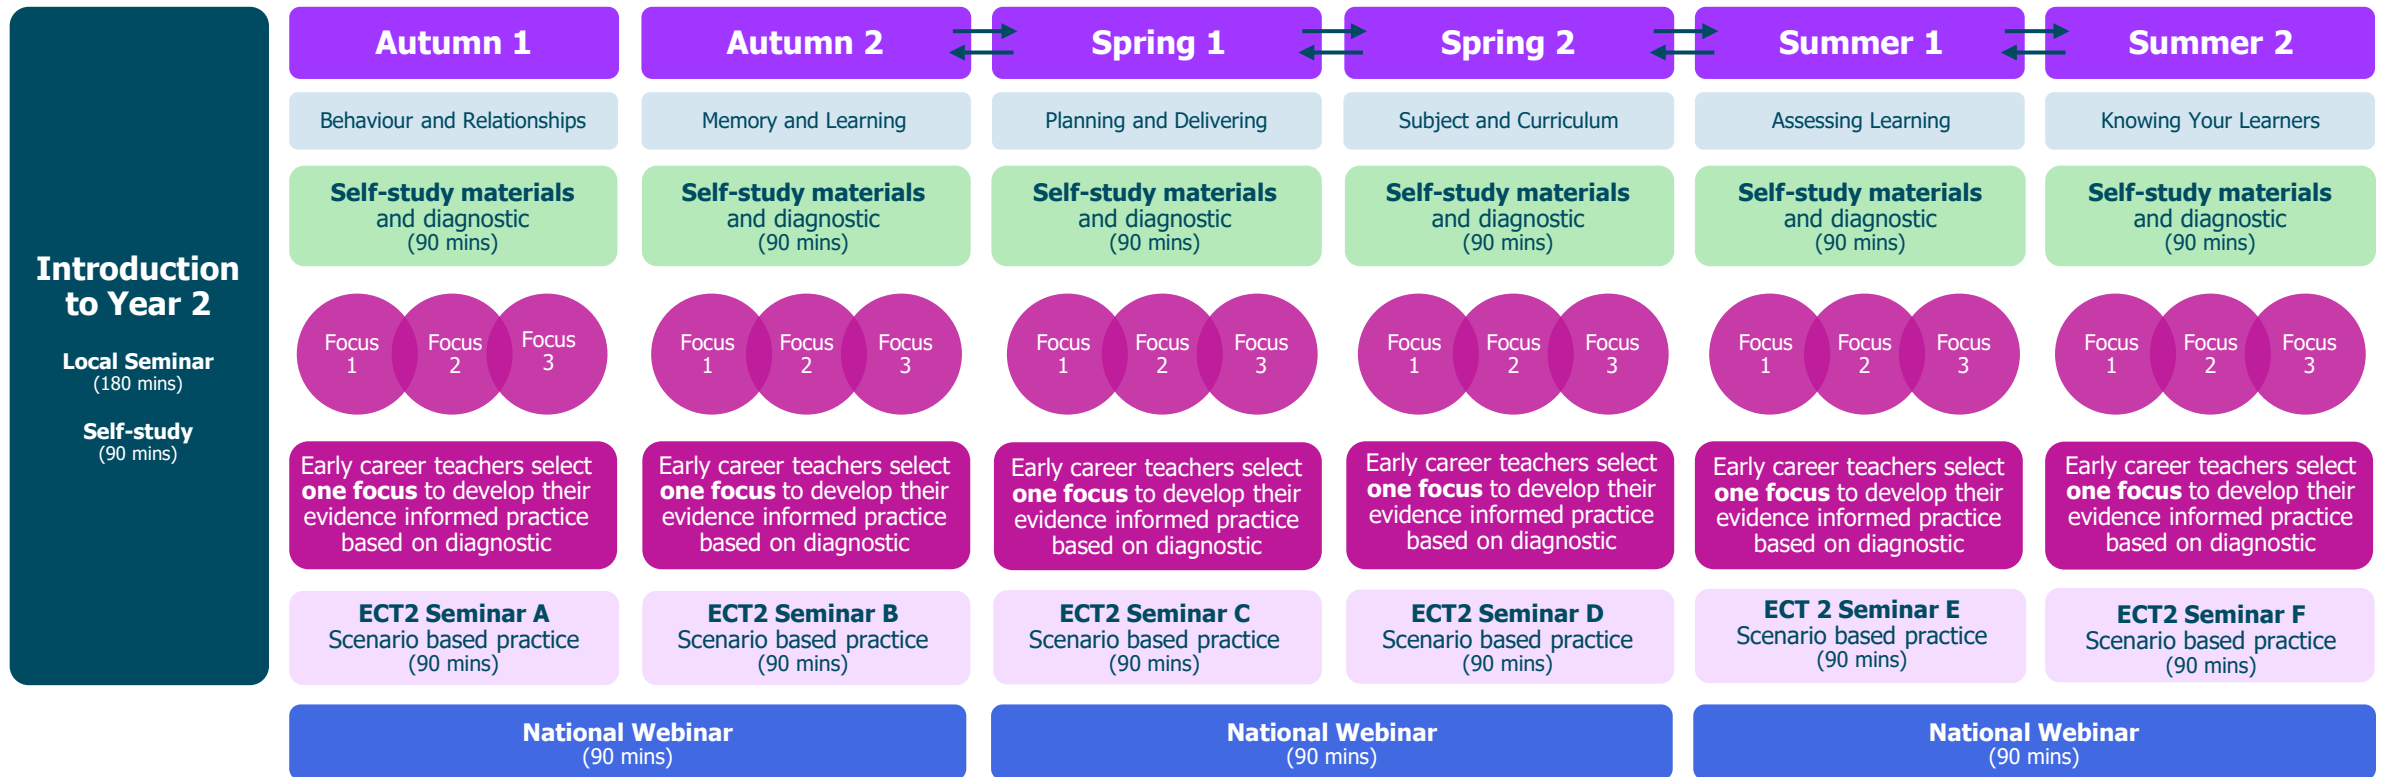 Introduction
to Year 2
Local Seminar
(180 mins)
Self-study
(90 mins)
Autumn 1
Behaviour and Relationships
Self-study materials
and diagnostic
(90 mins)
Focus
1
Focus
2
Focus
3
Early career teachers select
one focus to develop their
evidence informed practice
based on diagnostic
ECT2 Seminar A
Scenario based practice
(90 mins)
Autumn 2
Memory and Learning
Self-study materials
and diagnostic
(90 mins)
Focus
1
Focus
2
Focus
3
Early career teachers select
one focus to develop their
evidence informed practice
based on diagnostic
ECT2 Seminar B
Scenario based practice
(90 mins)
National Webinar
(90 mins)
Spring 1
Planning and Delivering
Self-study materials
and diagnostic
(90 mins)
Focus
1
Focus
2
Focus
3
Early career teachers select
one focus to develop their
evidence informed practice
based on diagnostic
ECT2 Seminar C
Scenario based practice
(90 mins)
Spring 2
Subject and Curriculum
Self-study materials
and diagnostic
(90 mins)
Focus
1
Focus
2
Focus
3
Early career teachers select
one focus to develop their
evidence informed practice
based on diagnostic
ECT2 Seminar D
Scenario based practice
(90 mins)
National Webinar
(90 mins)
Summer 1
Assessing Learning
Self-study materials
and diagnostic
(90 mins)
Focus
1
Focus
2
Focus
3
Early career teachers select
one focus to develop their
evidence informed practice
based on diagnostic
ECT 2 Seminar E
Scenario based practice
(90 mins)
Summer 2
Knowing Your Learners
Self-study materials
and diagnostic
(90 mins)
Focus
1
Focus
2
Focus
3
Early career teachers select
one focus to develop their
evidence informed practice
based on diagnostic
ECT2 Seminar F
Scenario based practice
(90 mins)
National Webinar
(90 mins)